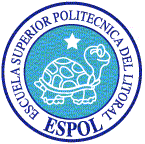 ESCUELA SUPERIOR POLITECNICA DEL LITORAL
ESPOL